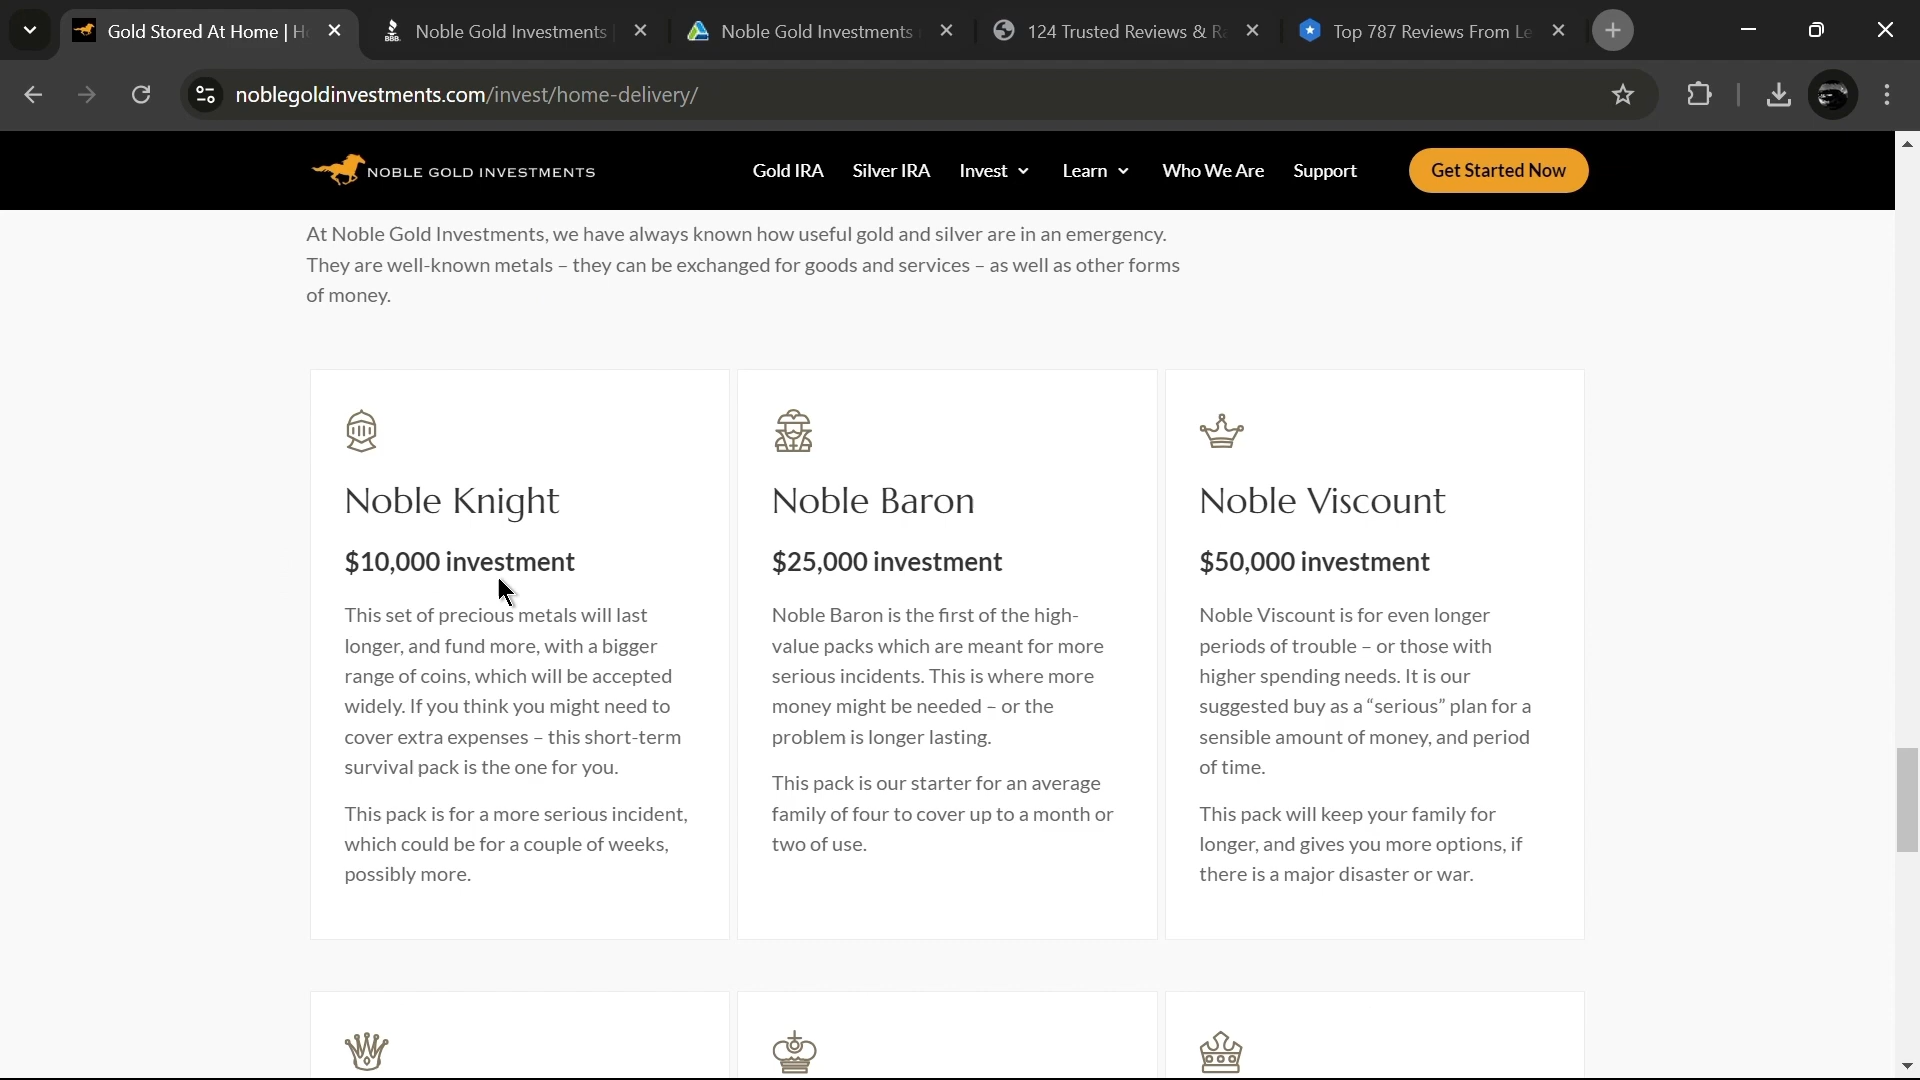 Gold Stored At Home | H
Noble Gold Investments
Noble Gold Investments
124 Trusted Reviews & Ra
Top 787 Reviews From Le
BBB
noblegoldinvestments.com/invest/home-delivery/
NOBLE GOLD INVESTMENTS
Gold IRA
Silver IRA
Invest
Learn
Who We Are
Support
Get Started Now
At Noble Gold Investments, we have always known how useful gold and silver are in an emergency.
They are well-known metals – they can be exchanged for goods and services – as well as other forms
of money.
Noble Knight
$10,000 investment
This set of precious metals will last
longer, and fund more, with a bigger
range of coins, which will be accepted
widely. If you think you might need to
cover extra expenses – this short-term
survival pack is the one for you.
This pack is for a more serious incident,
which could be for a couple of weeks,
possibly more.
Noble Baron
$25,000 investment
Noble Baron is the first of the high-
value packs which are meant for more
serious incidents. This is where more
money might be needed – or the
problem is longer lasting.
This pack is our starter for an average
family of four to cover up to a month or
two of use.
Noble Viscount
$50,000 investment
Noble Viscount is for even longer
periods of trouble – or those with
higher spending needs. It is our
suggested buy as a “serious” plan for a
sensible amount of money, and period
of time.
This pack will keep your family for
longer, and gives you more options, if
there is a major disaster or war.